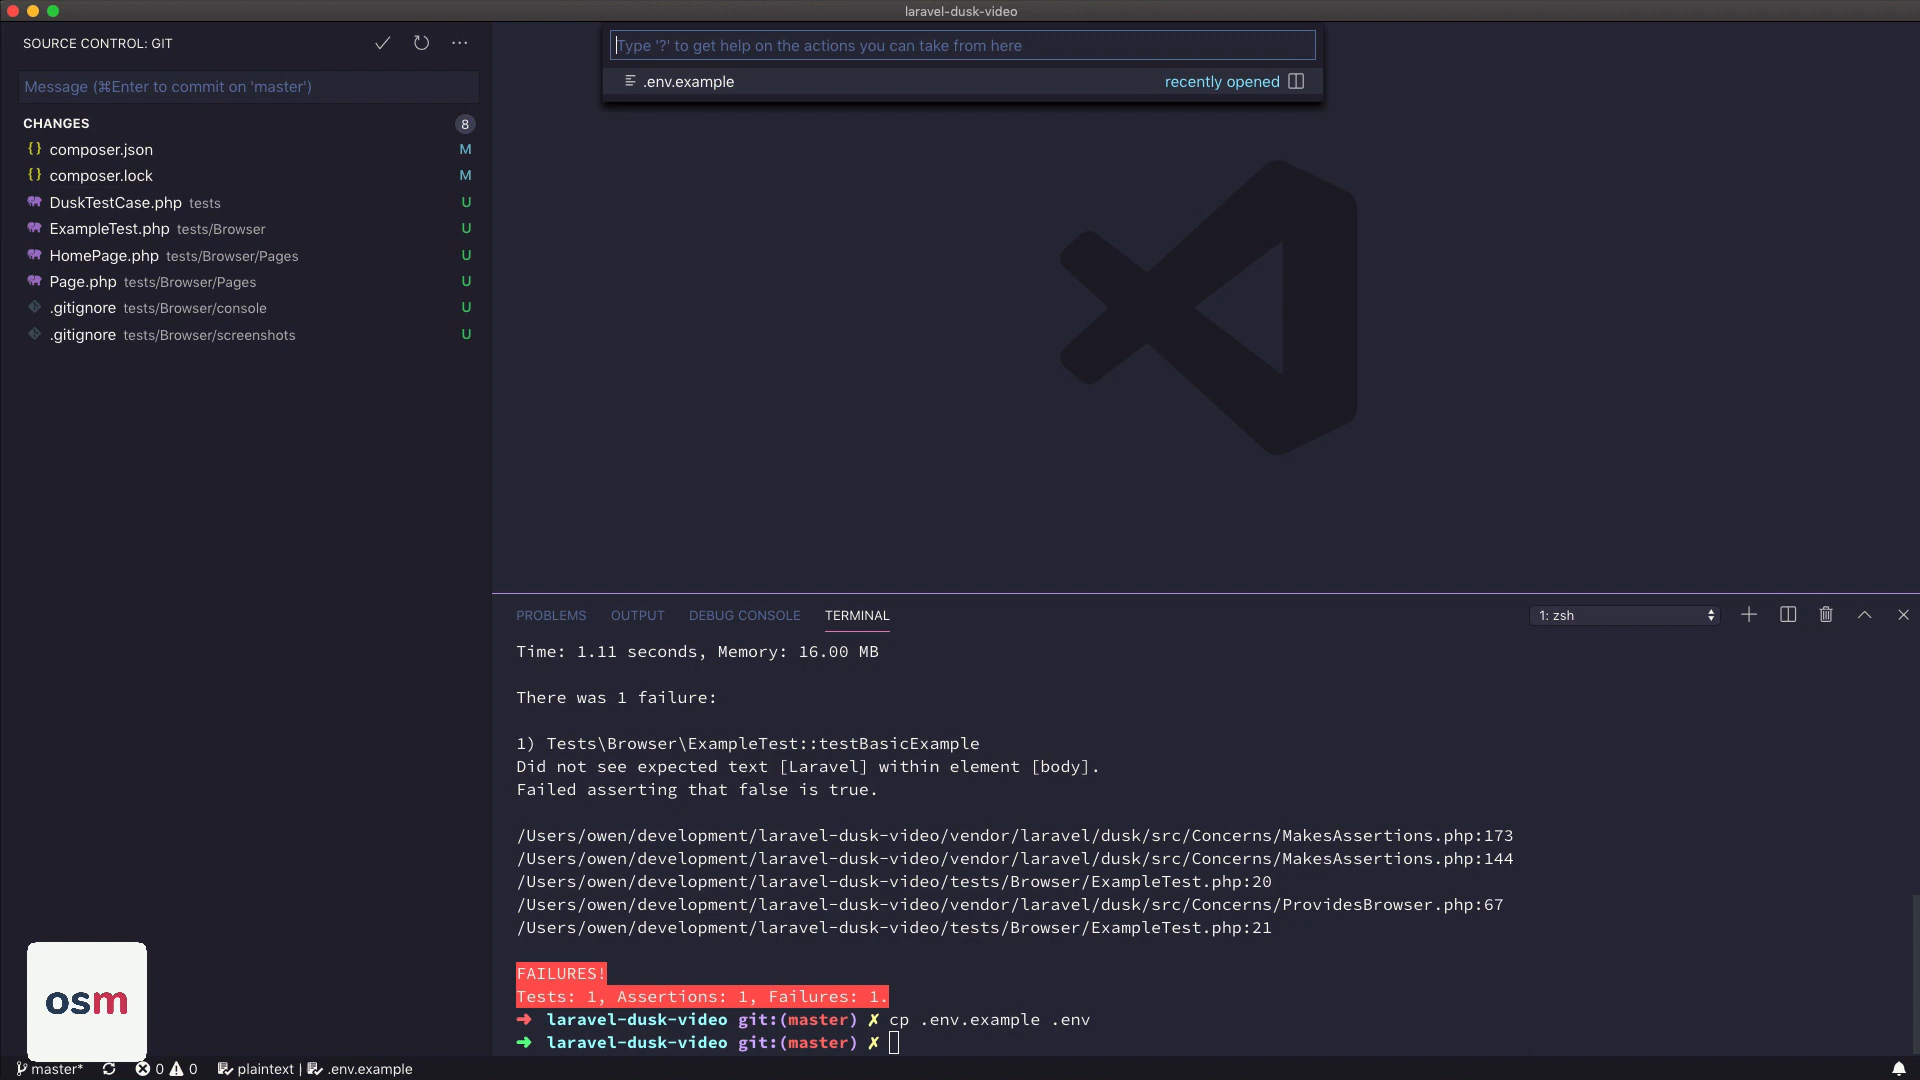 laravel-dusk-video
SOURCE CONTROL: GIT
Message (⌘Enter to commit on 'master')
CHANGES 8
{} composer.json M
{} composer.lock M
DuskTestCase.php tests U
ExampleTest.php tests/Browser U
HomePage.php tests/Browser/Pages U
Page.php tests/Browser/Pages U
.gitignore tests/Browser/console U
.gitignore tests/Browser/screenshots U
Type '?' to get help on the actions you can take from here
.env.example recently opened
PROBLEMS OUTPUT DEBUG CONSOLE TERMINAL 1: zsh
Time: 1.11 seconds, Memory: 16.00 MB
There was 1 failure:
1) Tests\Browser\ExampleTest::testBasicExample
Did not see expected text [Laravel] within element [body].
Failed asserting that false is true.
/Users/owen/development/laravel-dusk-video/vendor/laravel/dusk/src/Concerns/MakesAssertions.php:173
/Users/owen/development/laravel-dusk-video/vendor/laravel/dusk/src/Concerns/MakesAssertions.php:144
/Users/owen/development/laravel-dusk-video/tests/Browser/ExampleTest.php:20
/Users/owen/development/laravel-dusk-video/vendor/laravel/dusk/src/Concerns/ProvidesBrowser.php:67
/Users/owen/development/laravel-dusk-video/tests/Browser/ExampleTest.php:21
FAILURES!
Tests: 1, Assertions: 1, Failures: 1.
➜ laravel-dusk-video git:(master) ✗ cp .env.example .env
➜ laravel-dusk-video git:(master) ✗
osm
master* 0 0 plaintext | .env.example